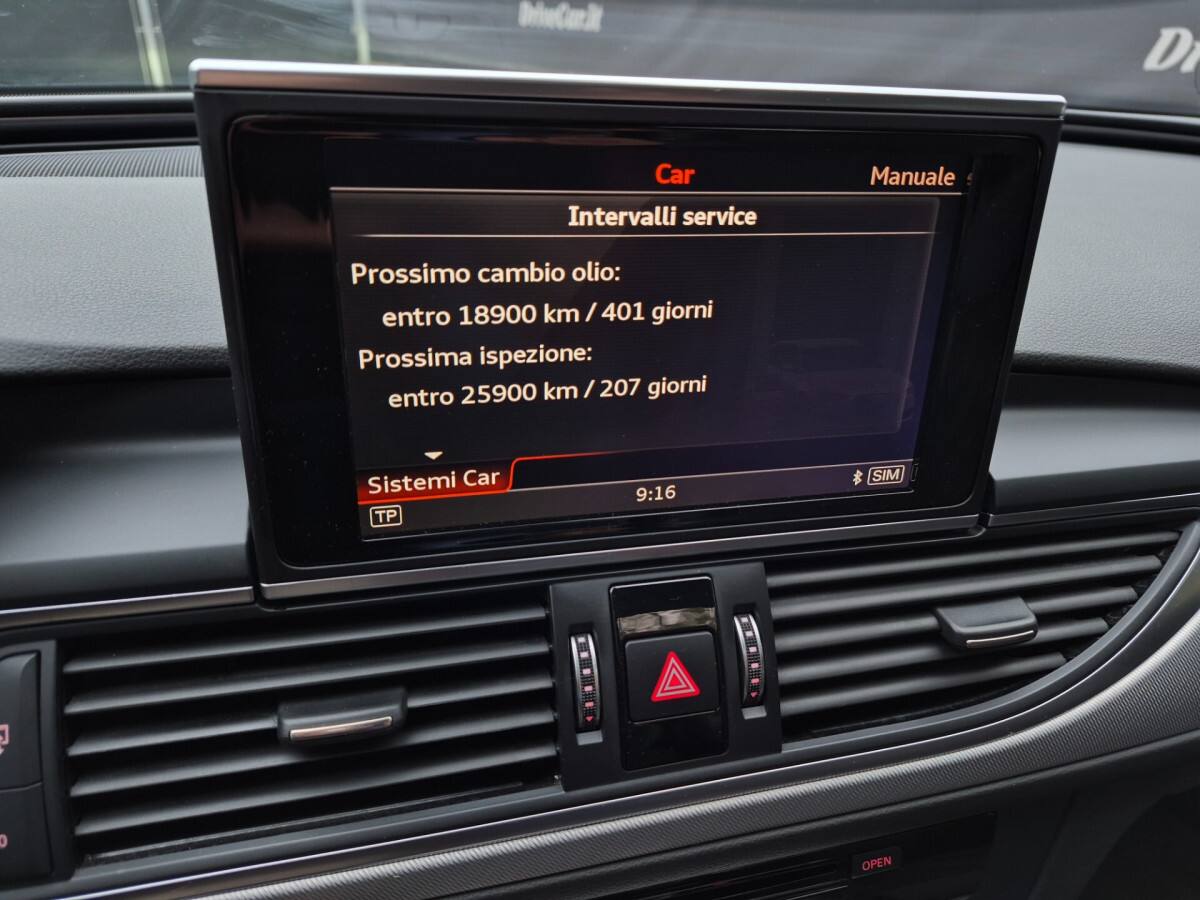 DriveCar.it
Car
Manuale
Intervalli service
Prossimo cambio olio:
entro 18900 km / 401 giorni
Prossima ispezione:
entro 25900 km / 207 giorni
Sistemi Car
9:16
SIM
TP
OPEN